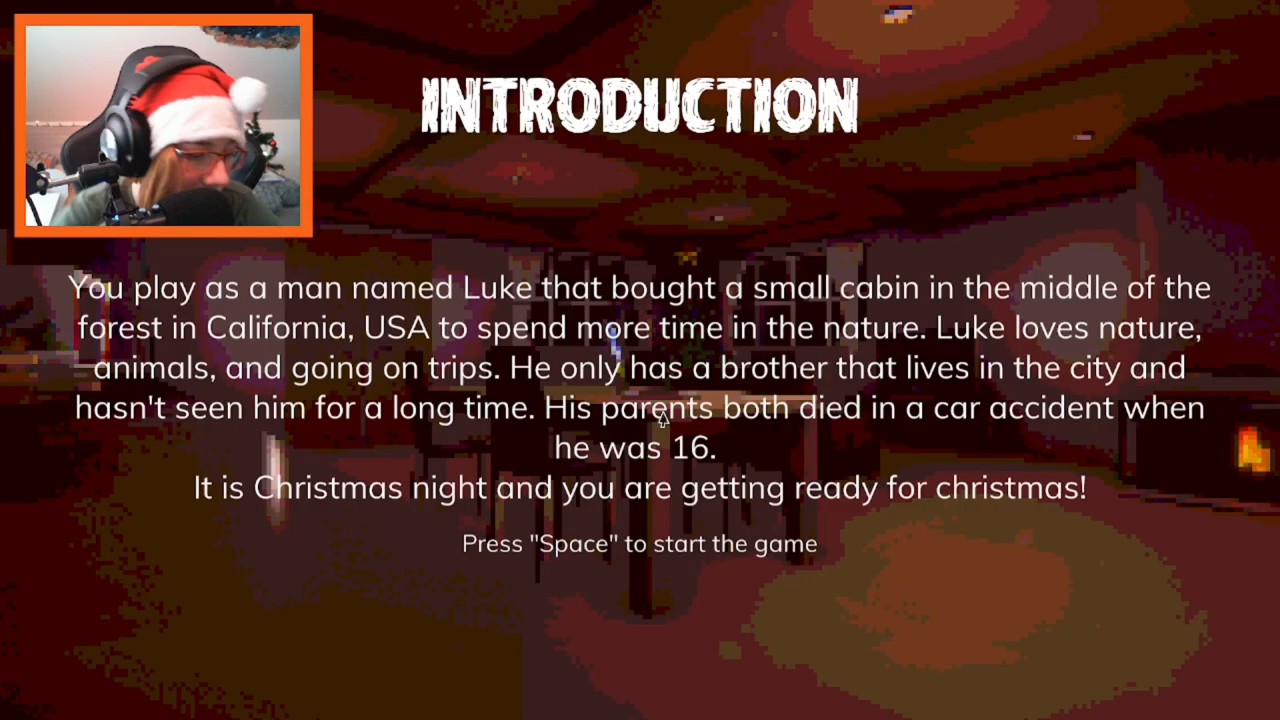 INTRODUCTION
You play as a man named Luke that bought a small cabin in the middle of the
forest in California, USA to spend more time in the nature. Luke loves nature,
animals, and going on trips. He only has a brother that lives in the city and
hasn't seen him for a long time. His parents both died in a car accident when
he was 16.
It is Christmas night and you are getting ready for christmas!
Press "Space" to start the game